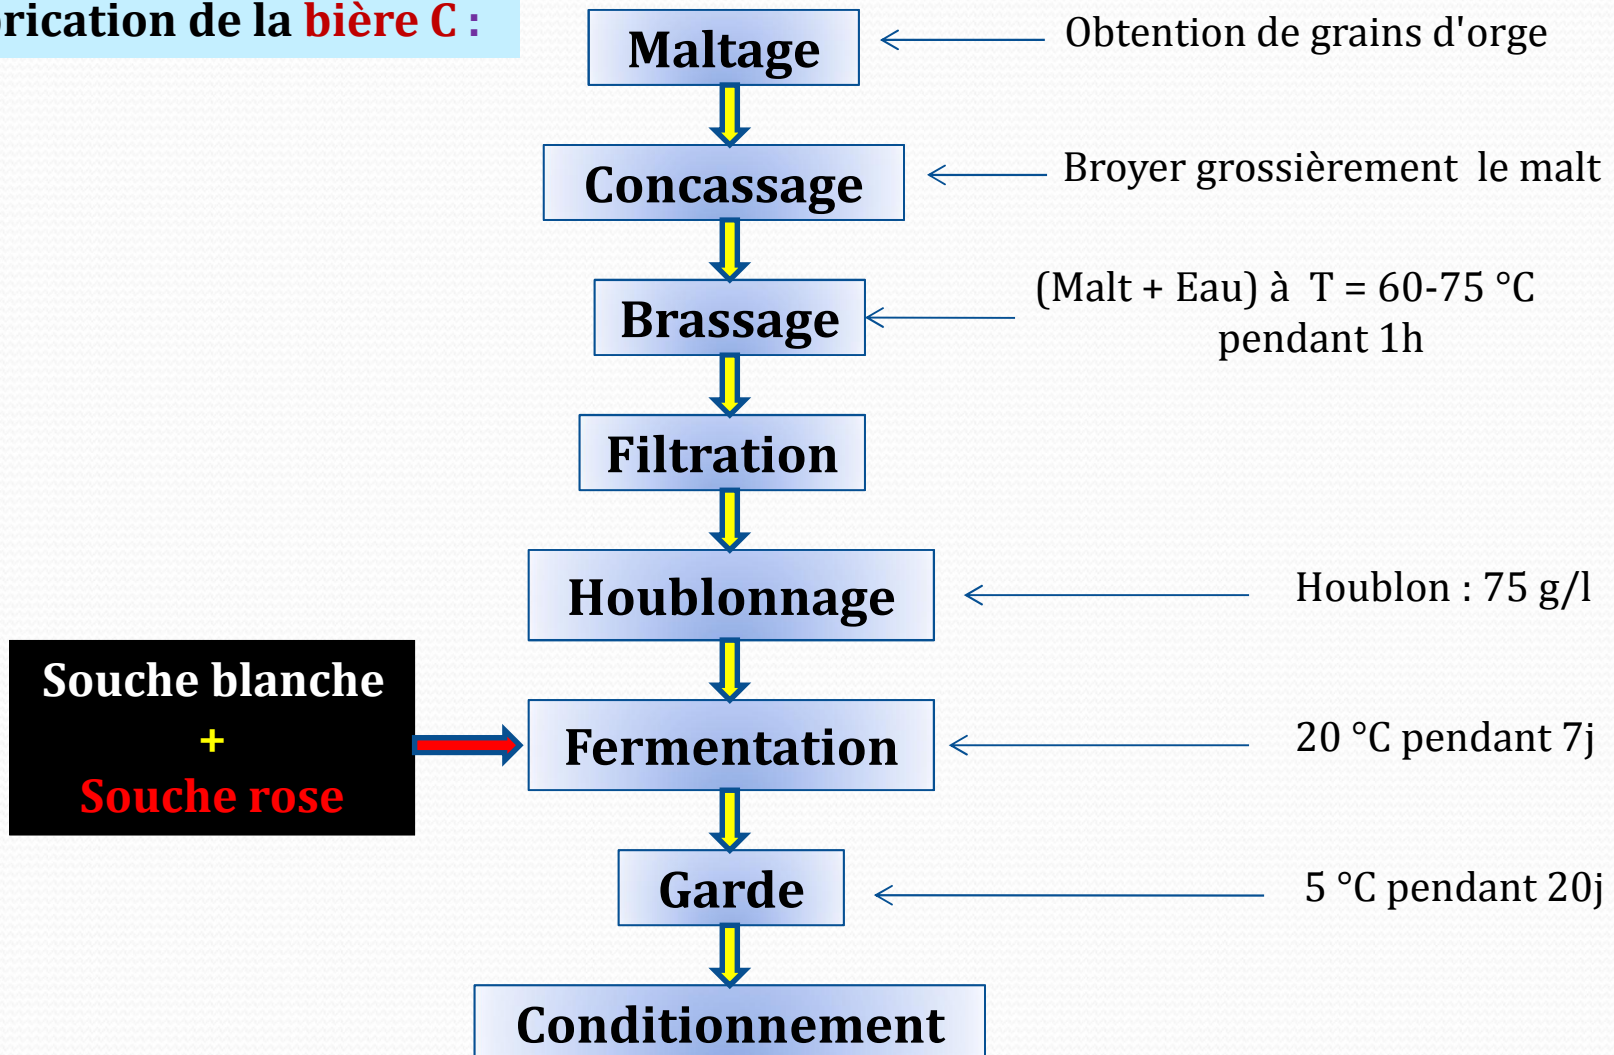 brication de la bière C :
Maltage
Obtention de grains d'orge
Concassage
Broyer grossièrement le malt
Brassage
(Malt + Eau) à T = 60-75 °C
pendant 1h
Filtration
Houblonnage
Houblon : 75 g/l
Souche blanche
+
Souche rose
Fermentation
20 °C pendant 7j
Garde
5 °C pendant 20j
Conditionnement